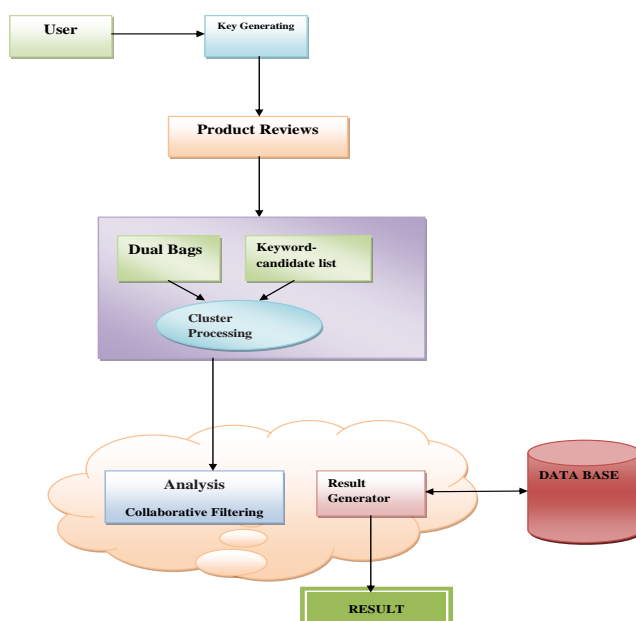 User
Key Generating
Product Reviews
Dual Bags
Keyword-
candidate list
Cluster
Processing
Analysis
Collaborative Filtering
Result
Generator
DATA BASE
RESULT